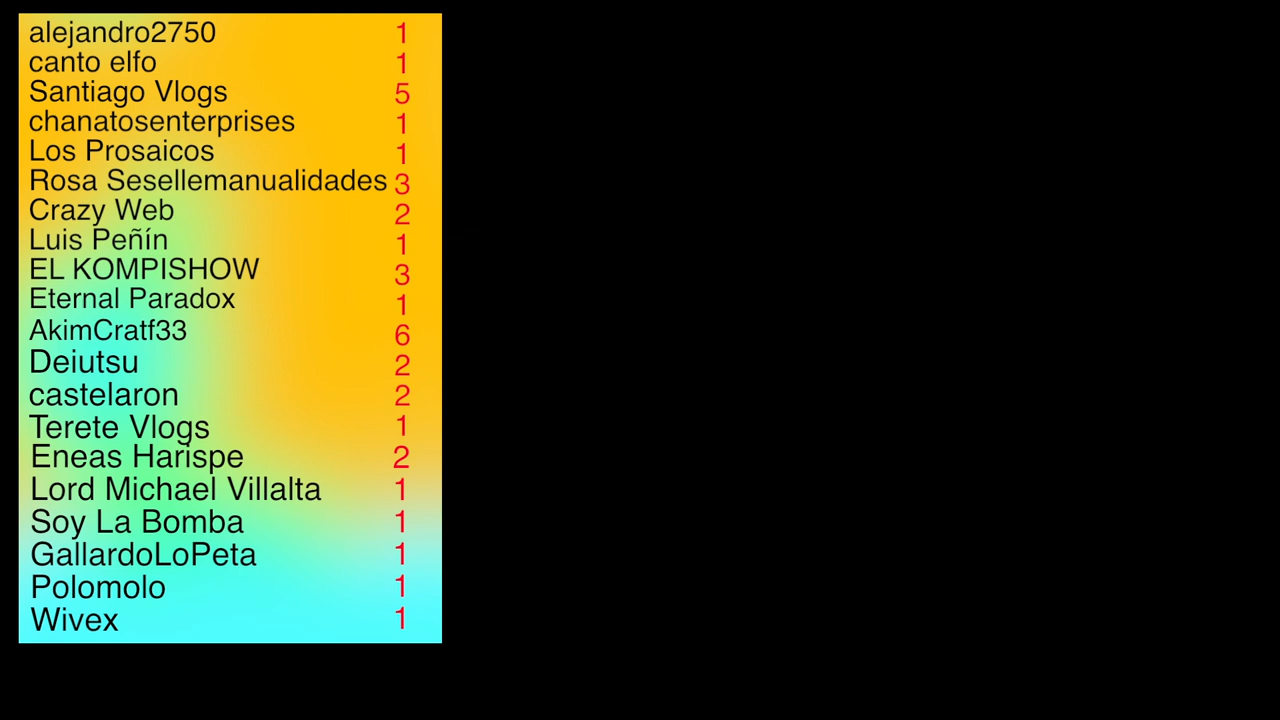 alejandro2750 1
canto elfo 1
Santiago Vlogs 5
chanatosenterprises 1
Los Prosaicos 1
Rosa Sesellemanualidades 3
Crazy Web 2
Luis Peñín 1
EL KOMPISHOW 3
Eternal Paradox 1
AkimCratf33 6
Deiutsu 2
castelaron 2
Terete Vlogs 1
Eneas Harispe 2
Lord Michael Villalta 1
Soy La Bomba 1
GallardoLoPeta 1
Polomolo 1
Wivex 1